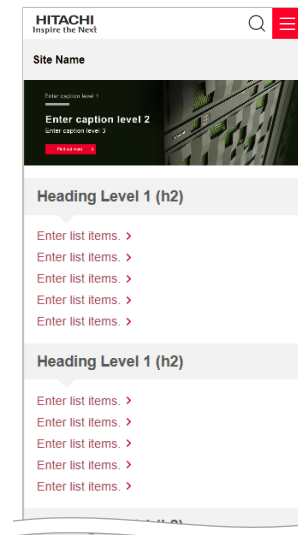 HITACHI
Inspire the Next
Site Name
Enter caption level 1
Enter caption level 2
Enter caption level 3
Find out more
Heading Level 1 (h2)
Enter list items.
Enter list items.
Enter list items.
Enter list items.
Enter list items.
Heading Level 1 (h2)
Enter list items.
Enter list items.
Enter list items.
Enter list items.
Enter list items.